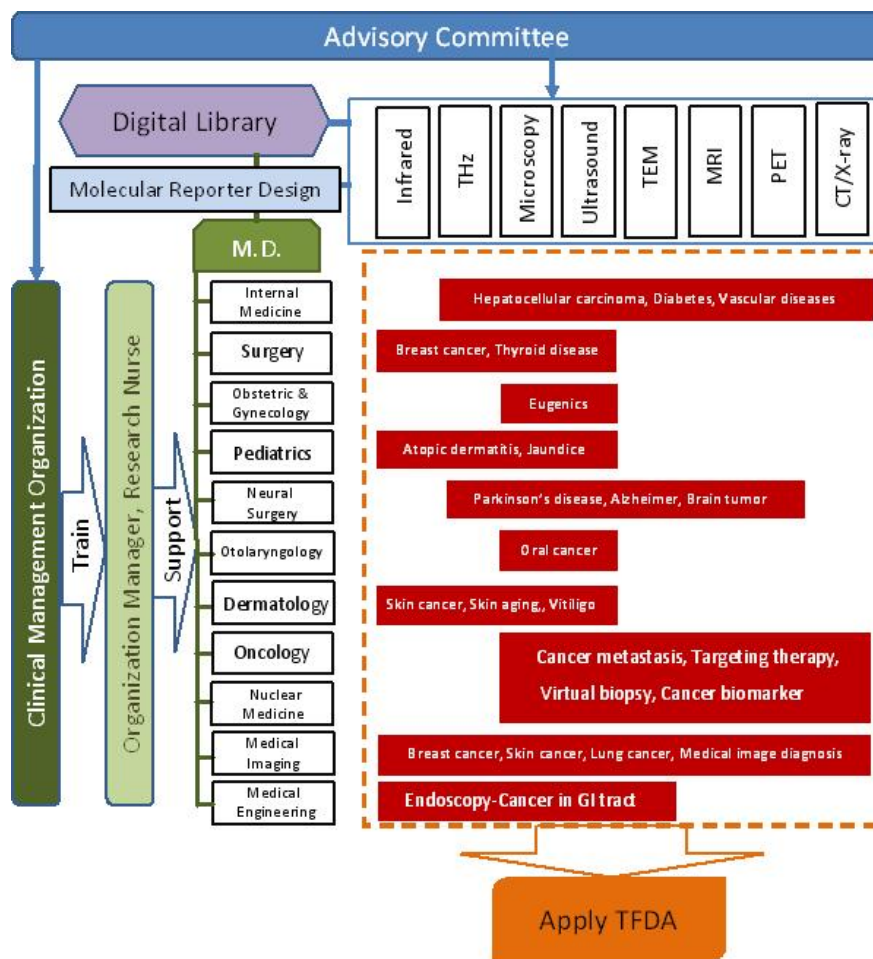 Advisory Committee
Digital Library
Molecular Reporter Design
Infrared
THz
Microscopy
Ultrasound
TEM
MRI
PET
CT/X-ray
M.D.
Clinical Management Organization
Train
Organization Manager, Research Nurse
Support
Internal
Medicine
Hepatocellular carcinoma, Diabetes, Vascular diseases
Surgery
Breast cancer, Thyroid disease
Obstetric &
Gynecology
Eugenics
Pediatrics
Atopic dermatitis, Jaundice
Neural
Surgery
Parkinson's disease, Alzheimer, Brain tumor
Otolaryngology
Oral cancer
Dermatology
Skin cancer, Skin aging,, Vitiligo
Oncology
Cancer metastasis, Targeting therapy,
Virtual biopsy, Cancer biomarker
Nuclear
Medicine
Medical
Imaging
Breast cancer, Skin cancer, Lung cancer, Medical image diagnosis
Medical
Engineering
Endoscopy-Cancer in GI tract
Apply TFDA